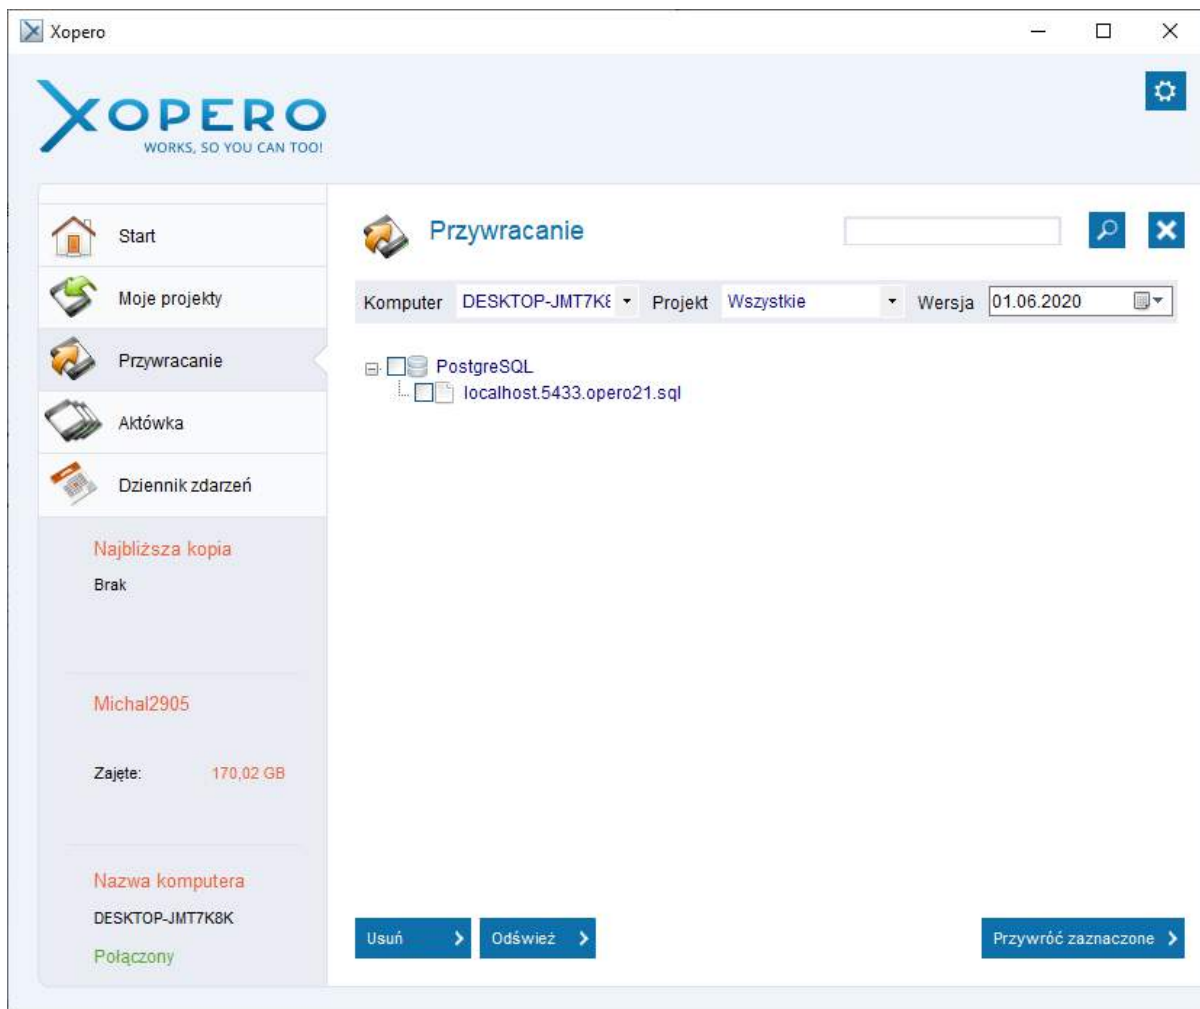 Xopero
XOPERO
WORKS, SO YOU CAN TOO!
Start
Moje projekty
Przywracanie
Aktówka
Dziennik zdarzeń
Najbliższa kopia
Brak
Michal2905
Zajęte: 170,02 GB
Nazwa komputera
DESKTOP-JMT7K8K
Połączony
Przywracanie
Komputer DESKTOP-JMT7K8 Projekt Wszystkie Wersja 01.06.2020
PostgreSQL
localhost.5433.opero21.sql
Usuń Odśwież Przywróć zaznaczone